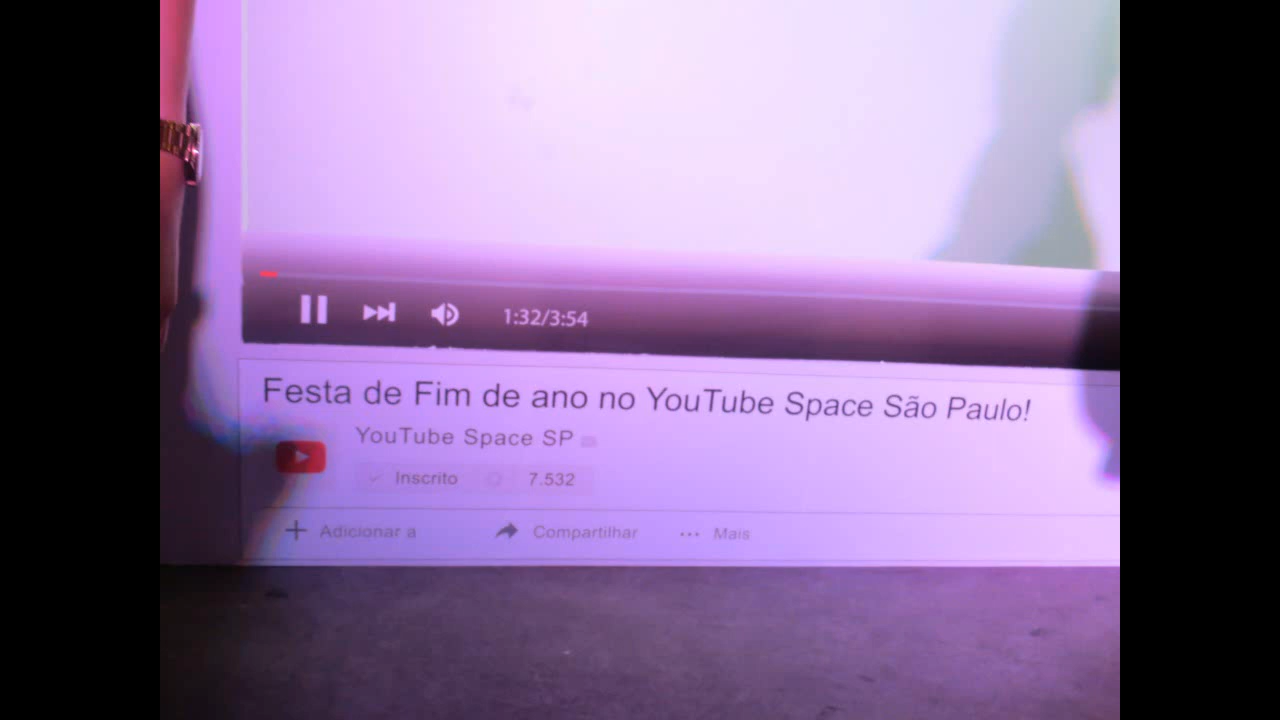 1:32/3:54
Festa de Fim de ano no YouTube Space São Paulo!
YouTube Space SP
Inscrito 7.532
Adicionar a Compartilhar Mais